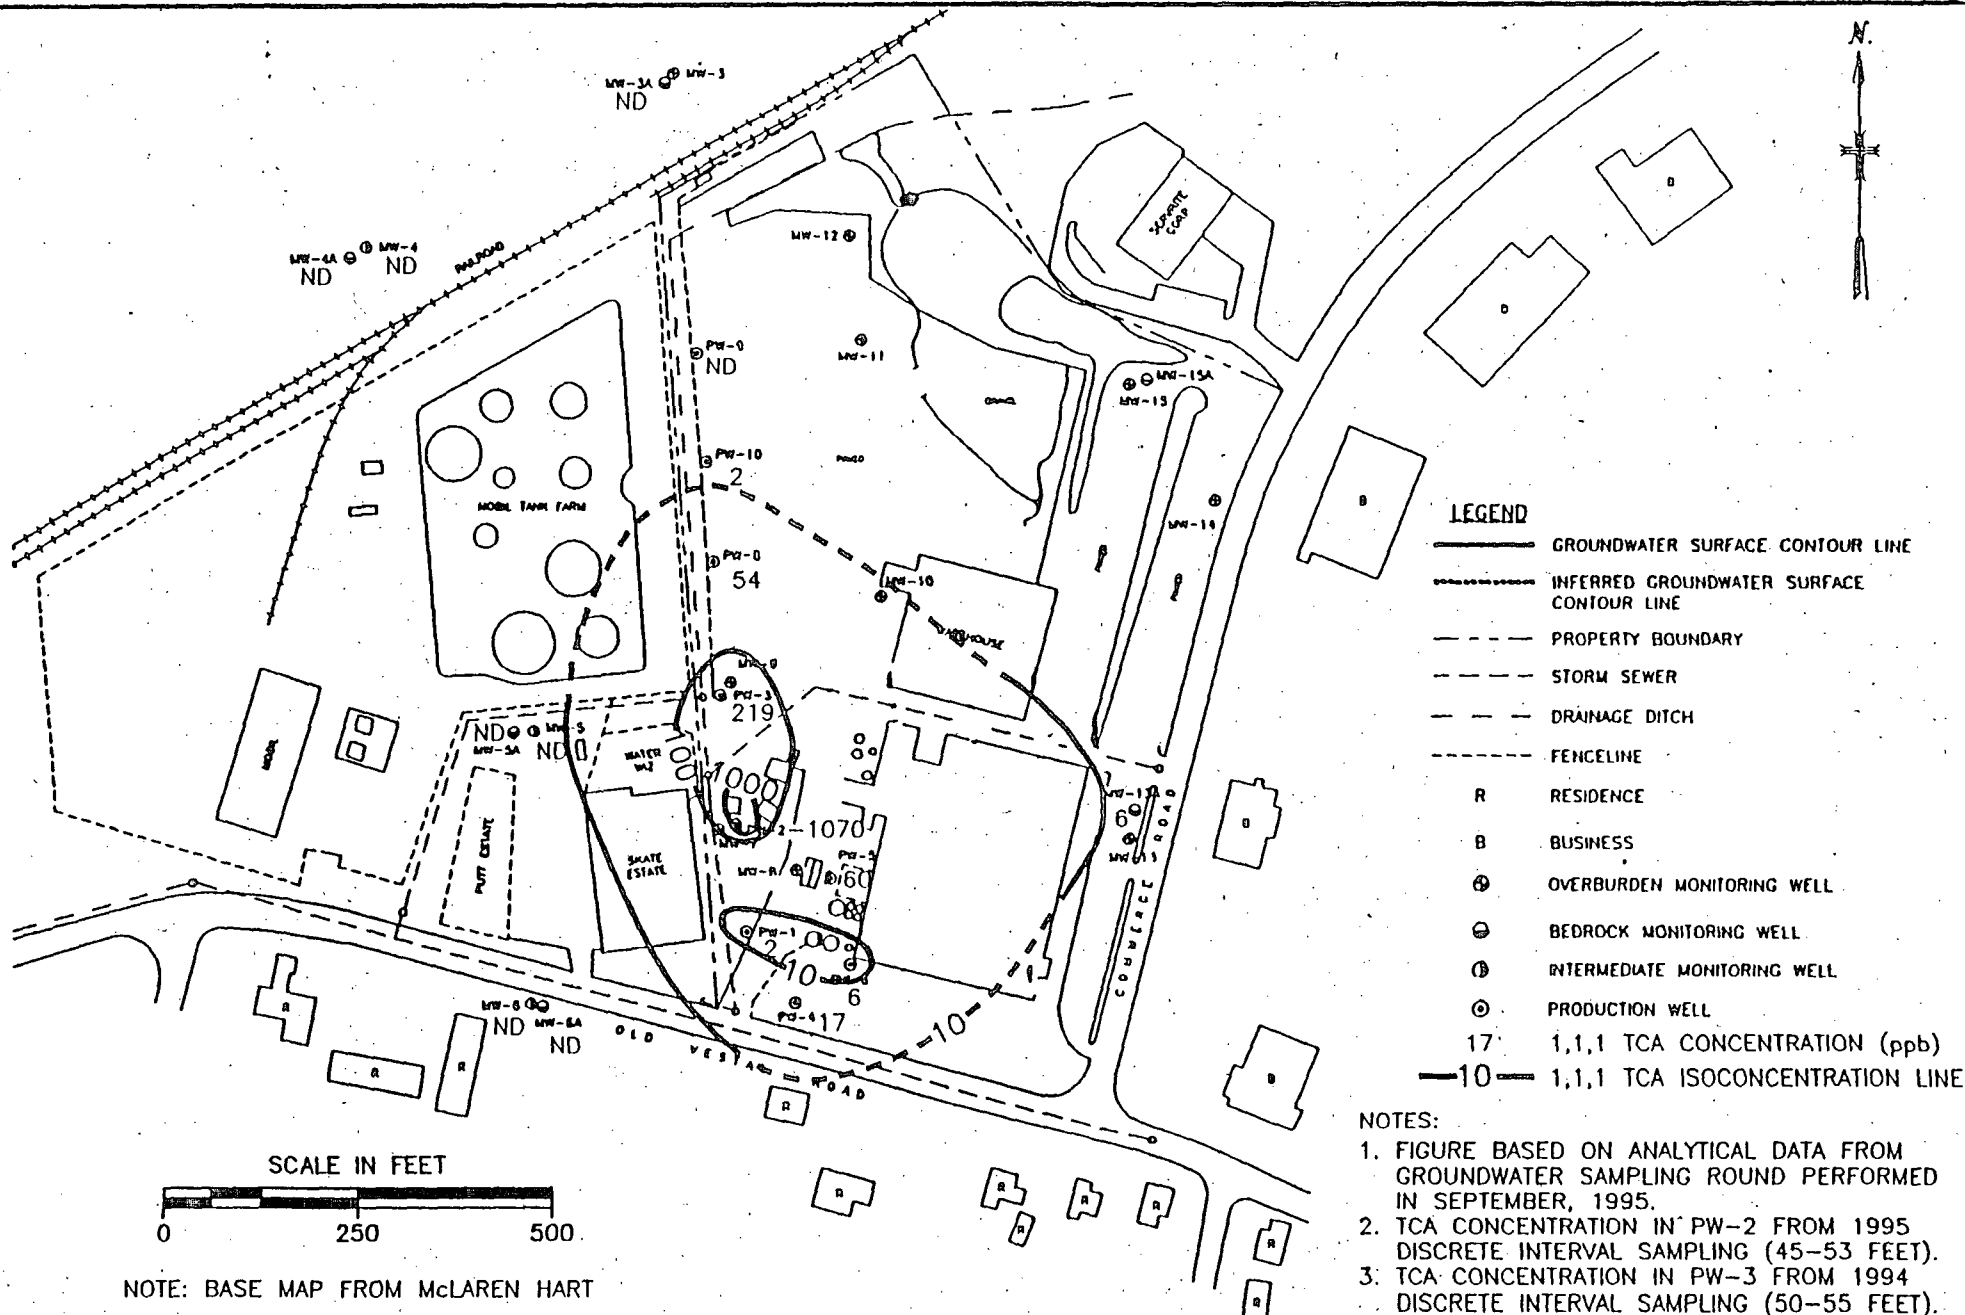 N.
MW-3A MW-3
ND
MW-12
SERVICE
CORP
B
MW-4A MW-4
ND ND
RAILROAD
B
PW-9
ND
MW-11
MW-15A
MW-15
PW-10
2
MOBIL TANK FARM
B
MW-14
PW-8
54
MW-10
WAREHOUSE
MW-9
PW-3
219
ND MW-5
MW-5A ND
MOBIL
WATER
1000
MW-13A
6
MW-13
PUTT ESTATE
SKATE
ESTATE
2-1070
MW-8
PW-5
60
PW-1
2
10
6
PW-4 17
10
COMMERCE ROAD
MW-6
ND MW-6A
ND
OLD VESTAL ROAD
R
R
R
R
B
R
R
R
R
R
R
R
LEGEND
GROUNDWATER SURFACE CONTOUR LINE
INFERRED GROUNDWATER SURFACE
CONTOUR LINE
PROPERTY BOUNDARY
STORM SEWER
DRAINAGE DITCH
FENCELINE
R RESIDENCE
B BUSINESS
OVERBURDEN MONITORING WELL
BEDROCK MONITORING WELL
INTERMEDIATE MONITORING WELL
PRODUCTION WELL
17 1,1,1 TCA CONCENTRATION (ppb)
10 1,1,1 TCA ISOCONCENTRATION LINE
NOTES:
1. FIGURE BASED ON ANALYTICAL DATA FROM
GROUNDWATER SAMPLING ROUND PERFORMED
IN SEPTEMBER, 1995.
2. TCA CONCENTRATION IN PW-2 FROM 1995
DISCRETE INTERVAL SAMPLING (45-53 FEET).
3. TCA CONCENTRATION IN PW-3 FROM 1994
DISCRETE INTERVAL SAMPLING (50-55 FEET).
SCALE IN FEET
0 250 500
NOTE: BASE MAP FROM McLAREN HART